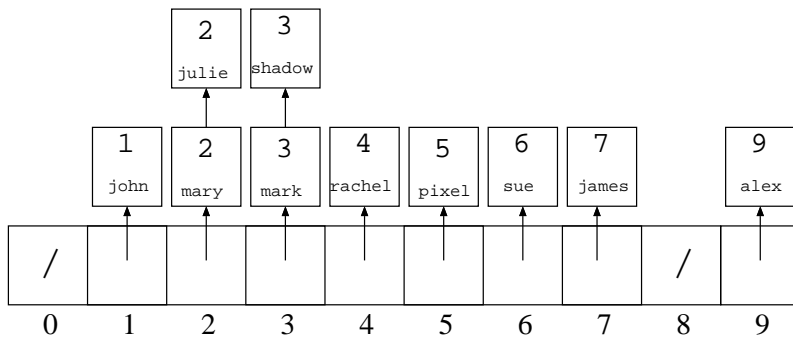 2 3
julie shadow
1 2 3 4 5 6 7 9
john mary mark rachel pixel sue james alex
/ /
0 1 2 3 4 5 6 7 8 9